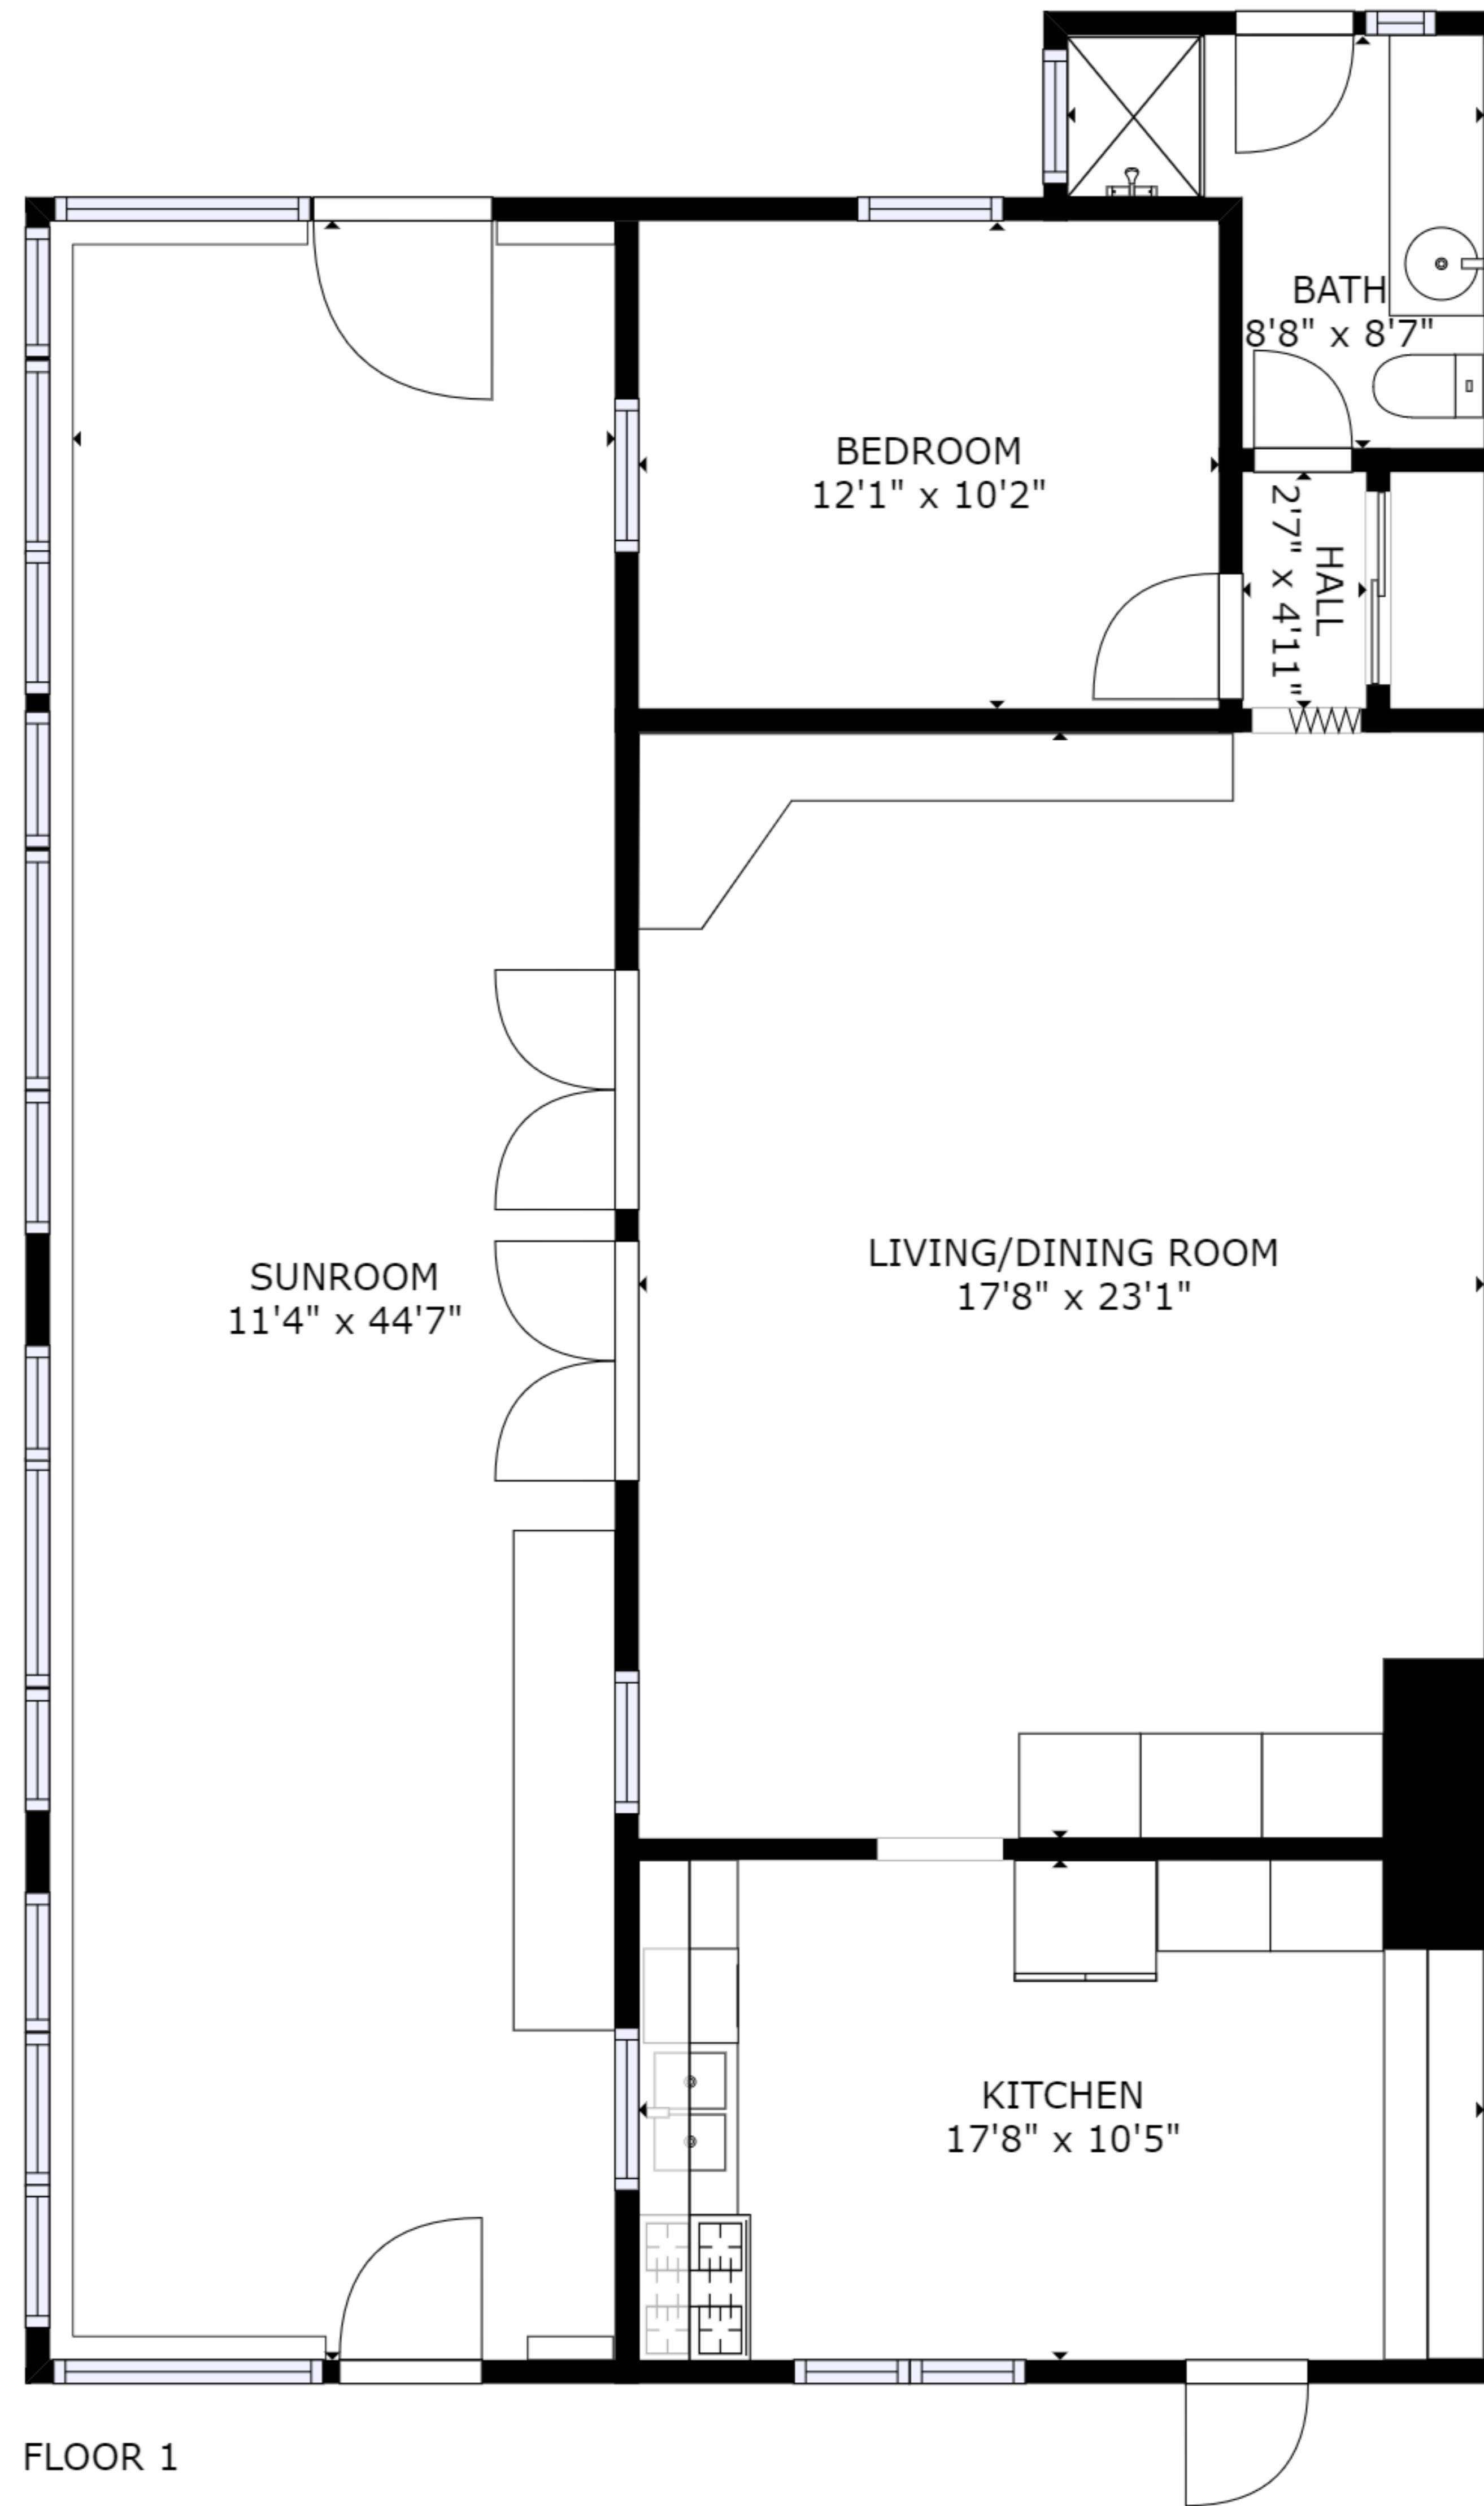 BATH
8'8" x 8'7"
BEDROOM
12'1" x 10'2"
HALL
2'7" x 4'11"
SUNROOM
11'4" x 44'7"
LIVING/DINING ROOM
17'8" x 23'1"
KITCHEN
17'8" x 10'5"
FLOOR 1